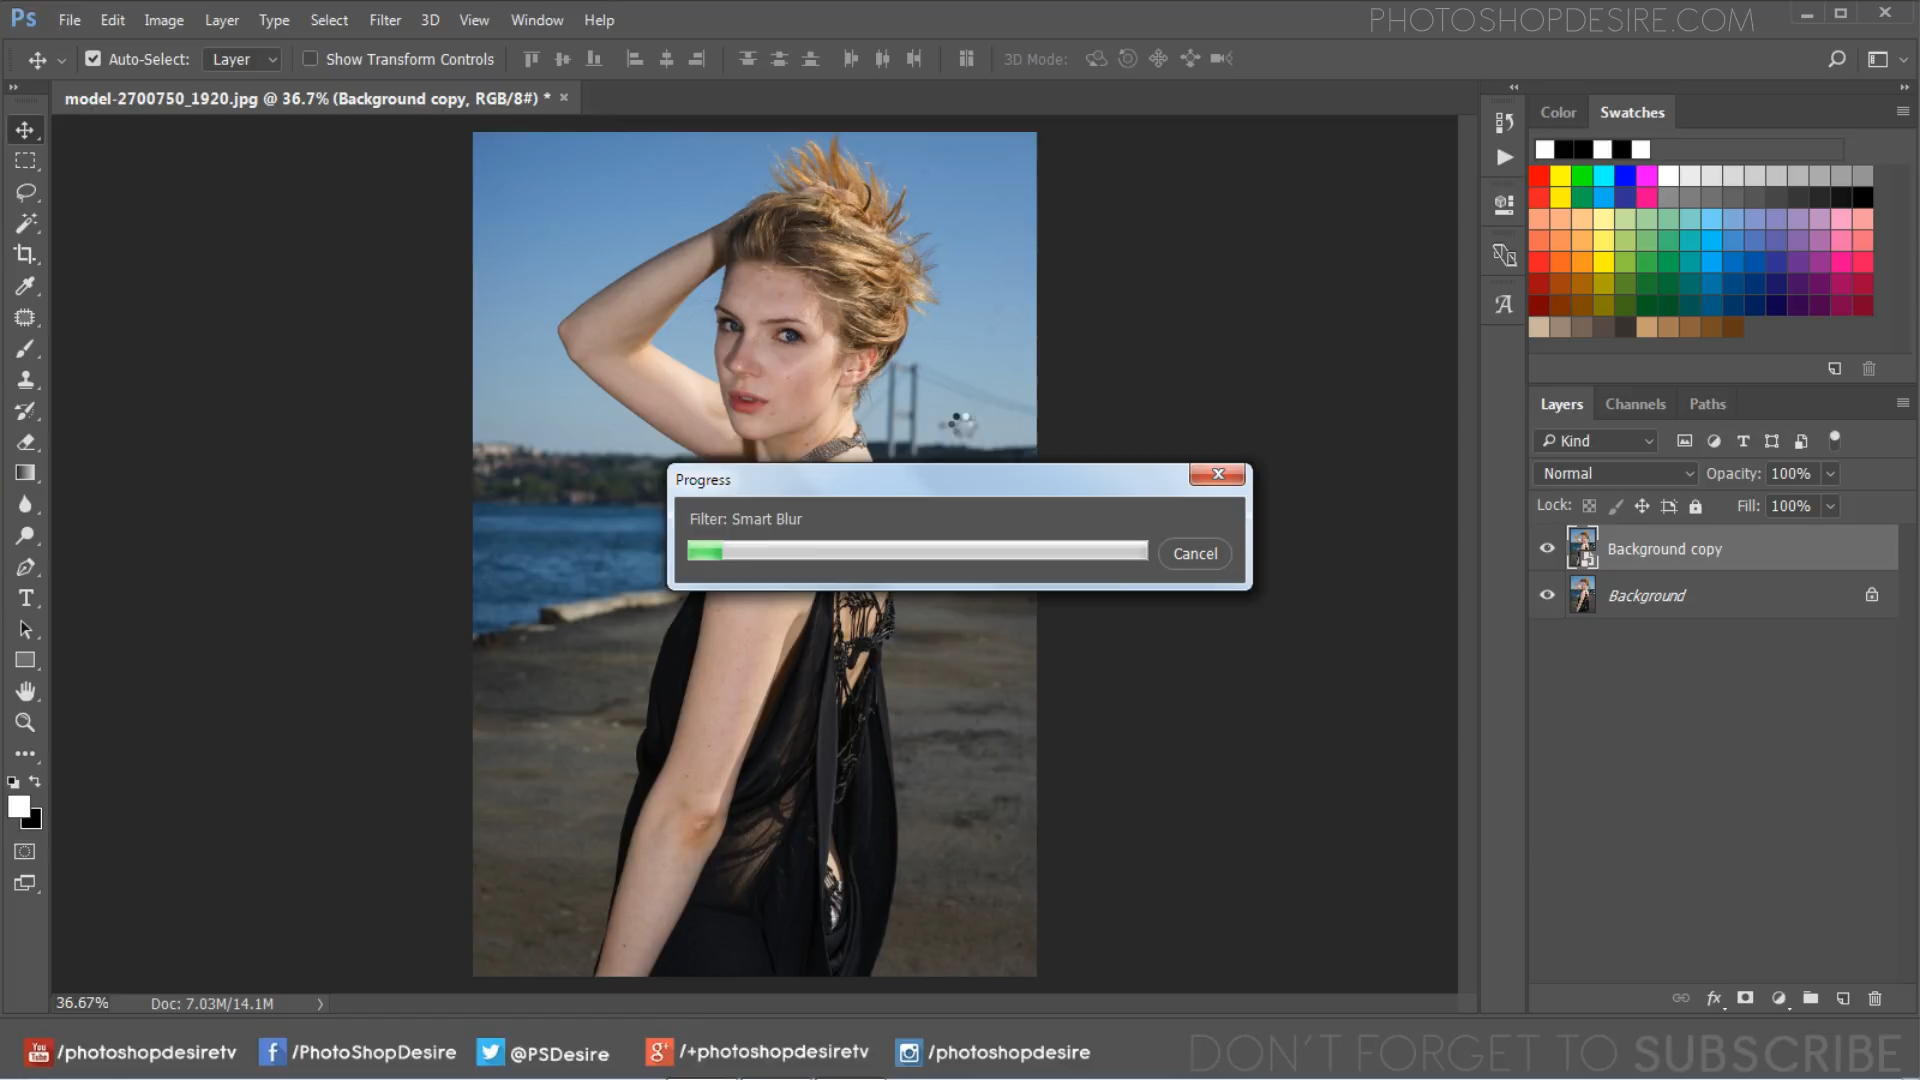 Ps File Edit Image Layer Type Select Filter 3D View Window Help
PHOTOSHOPDESIRE.COM
Auto-Select: Layer Show Transform Controls 3D Mode:
model-2700750_1920.jpg @ 36.7% (Background copy, RGB/8#) *
Color Swatches
Layers Channels Paths
Kind
Normal Opacity: 100%
Lock: Fill: 100%
Background copy
Background
Progress
Filter: Smart Blur
Cancel
36.67% Doc: 7.03M/14.1M
You Tube /photoshopdesiretv /PhotoShopDesire @PSDesire /+photoshopdesiretv /photoshopdesire
DON'T FORGET TO SUBSCRIBE